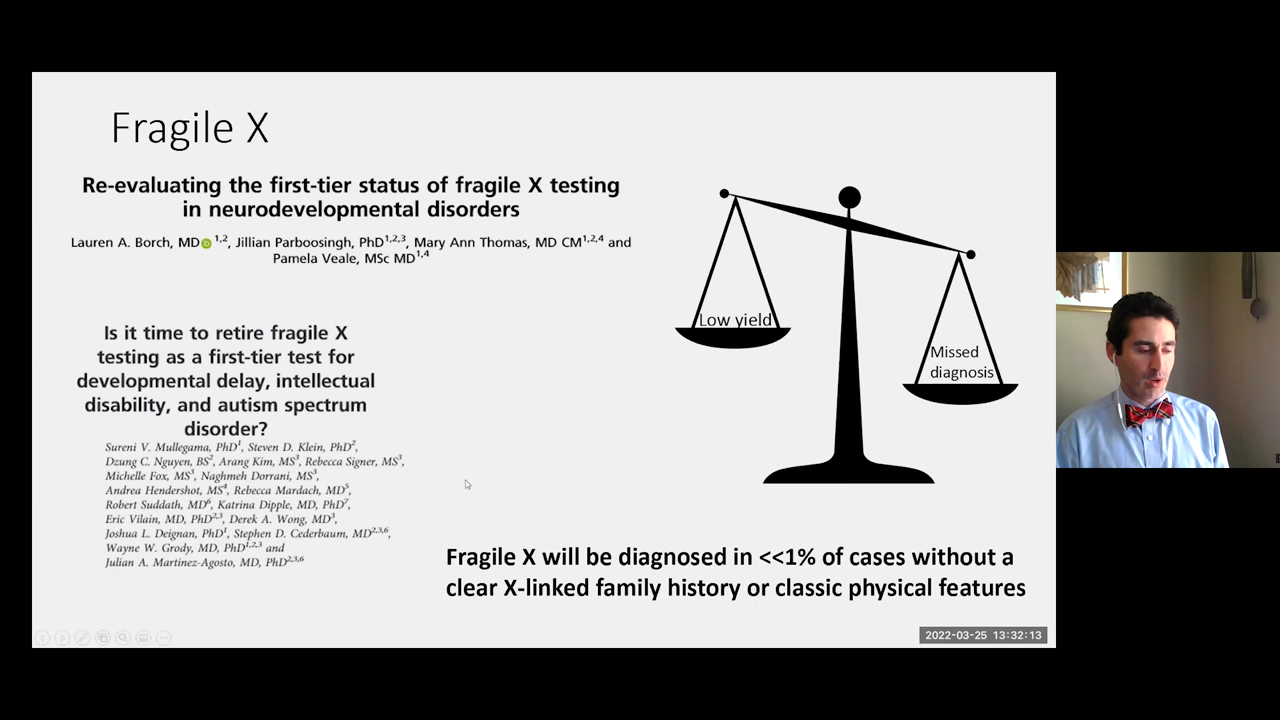 Fragile X
Re-evaluating the first-tier status of fragile X testing
in neurodevelopmental disorders
Lauren A. Borch, MD 1,2, Jillian Parboosingh, PhD1,2,3, Mary Ann Thomas, MD CM1,2,4 and
Pamela Veale, MSc MD1,4
Is it time to retire fragile X
testing as a first-tier test for
developmental delay, intellectual
disability, and autism spectrum
disorder?
Sureni V. Mullegama, PhD1, Steven D. Klein, PhD2,
Dzung C. Nguyen, BS2, Arang Kim, MS3, Rebecca Signer, MS3,
Michelle Fox, MS3, Naghmeh Dorrani, MS3,
Andrea Hendershot, MS4, Rebecca Mardach, MD5,
Robert Suddath, MD6, Katrina Dipple, MD, PhD7,
Eric Vilain, MD, PhD2,3, Derek A. Wong, MD3,
Joshua L. Deignan, PhD1, Stephen D. Cederbaum, MD2,3,6,
Wayne W. Grody, MD, PhD1,2,3 and
Julian A. Martinez-Agosto, MD, PhD2,3,6
Low yield
Missed
diagnosis
Fragile X will be diagnosed in <<1% of cases without a
clear X-linked family history or classic physical features
2022-03-25 13:32:13